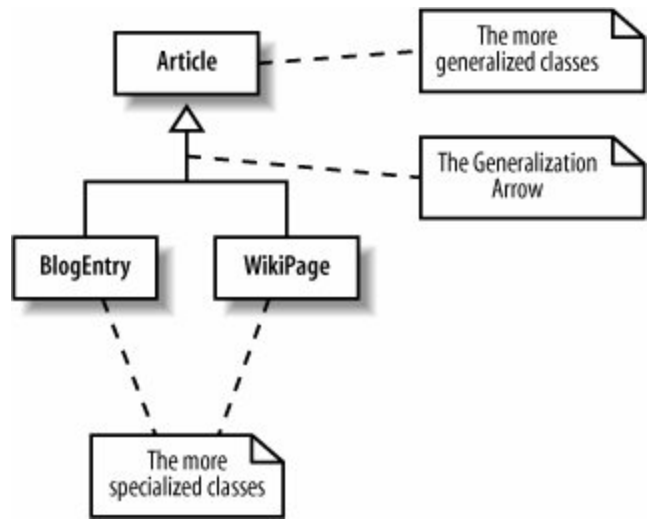 Article
The more
generalized classes
The Generalization
Arrow
BlogEntry
WikiPage
The more
specialized classes